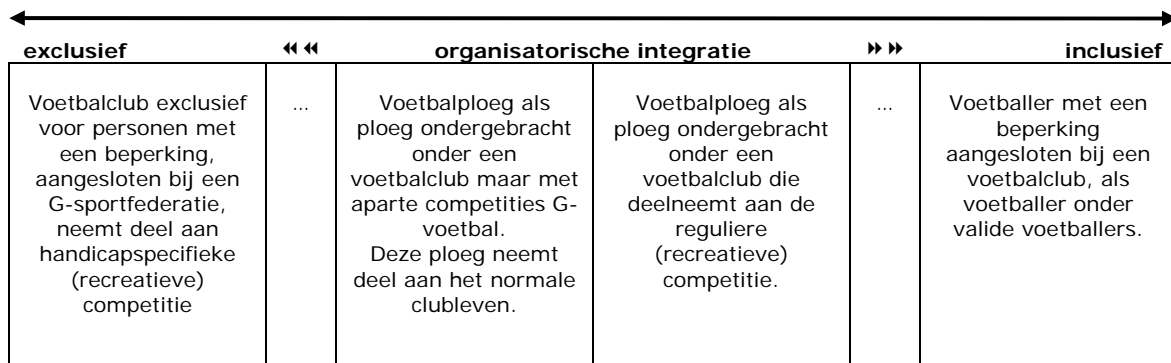 exclusief ◀◀ ◀◀ organisatorische integratie ▶▶ ▶▶ inclusief
Voetbalclub exclusief
voor personen met
een beperking,
aangesloten bij een
G-sportfederatie,
neemt deel aan
handicapspecifieke
(recreatieve)
competitie
...
Voetbalploeg als
ploeg ondergebracht
onder een
voetbalclub maar met
aparte competities G-
voetbal.
Deze ploeg neemt
deel aan het normale
clubleven.
Voetbalploeg als
ploeg ondergebracht
onder een
voetbalclub die
deelneemt aan de
reguliere
(recreatieve)
competitie.
...
Voetballer met een
beperking
aangesloten bij een
voetbalclub, als
voetballer onder
valide voetballers.